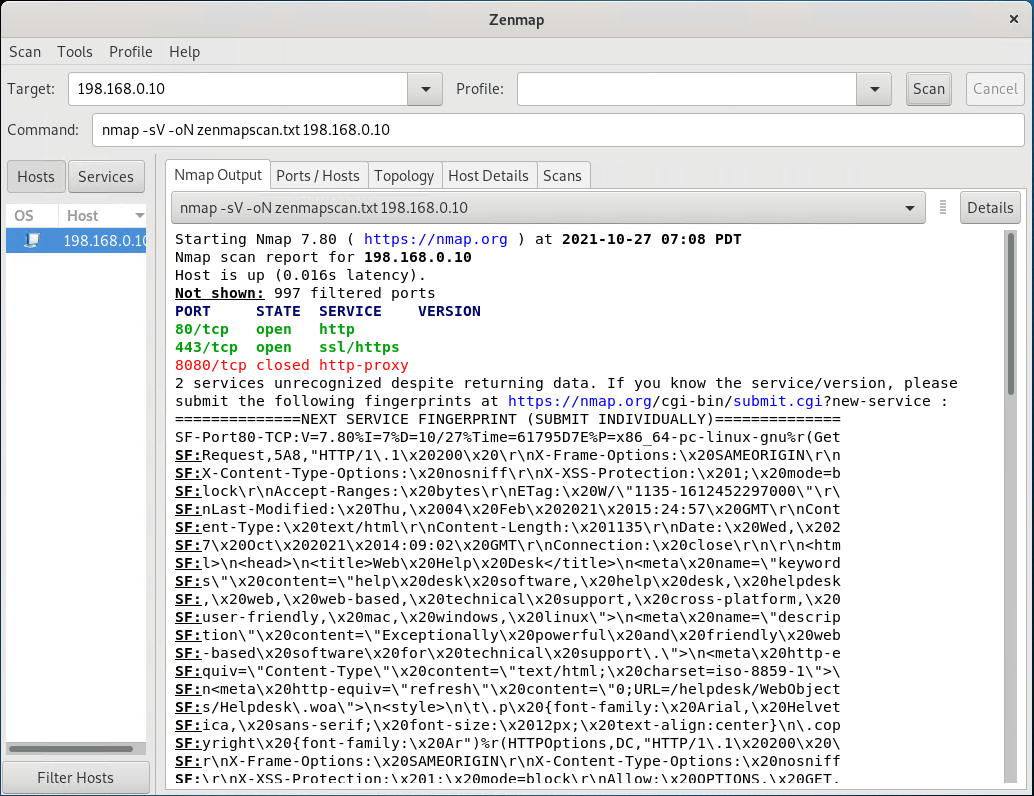 Zenmap
Scan Tools Profile Help
Target: 198.168.0.10 Profile: Scan Cancel
Command: nmap -sV -oN zenmapscan.txt 198.168.0.10
Hosts Services
OS Host
198.168.0.10
Filter Hosts
Nmap Output Ports / Hosts Topology Host Details Scans
nmap -sV -oN zenmapscan.txt 198.168.0.10 Details
Starting Nmap 7.80 ( https://nmap.org ) at 2021-10-27 07:08 PDT
Nmap scan report for 198.168.0.10
Host is up (0.016s latency).
Not shown: 997 filtered ports
PORT STATE SERVICE VERSION
80/tcp open http
443/tcp open ssl/https
8080/tcp closed http-proxy
2 services unrecognized despite returning data. If you know the service/version, please
submit the following fingerprints at https://nmap.org/cgi-bin/submit.cgi?new-service :
==============NEXT SERVICE FINGERPRINT (SUBMIT INDIVIDUALLY)==============
SF-Port80-TCP:V=7.80%I=7%D=10/27%Time=61795D7E%P=x86_64-pc-linux-gnu%r(Get
SF:Request,5A8,"HTTP/1\.1\x20200\x20\r\nX-Frame-Options:\x20SAMEORIGIN\r\n
SF:X-Content-Type-Options:\x20nosniff\r\nX-XSS-Protection:\x201;\x20mode=b
SF:lock\r\nAccept-Ranges:\x20bytes\r\nETag:\x20W/\"1135-1612452297000\"\r\
SF:nLast-Modified:\x20Thu,\x2004\x20Feb\x202021\x2015:24:57\x20GMT\r\nCont
SF:ent-Type:\x20text/html\r\nContent-Length:\x201135\r\nDate:\x20Wed,\x202
SF:7\x20Oct\x202021\x2014:09:02\x20GMT\r\nConnection:\x20close\r\n\r\n<htm
SF:l>\n<head>\n<title>Web\x20Help\x20Desk</title>\n<meta\x20name=\"keyword
SF:s\"\x20content=\"help\x20desk\x20software,\x20help\x20desk,\x20helpdesk
SF:,\x20web,\x20web-based,\x20technical\x20support,\x20cross-platform,\x20
SF:user-friendly,\x20mac,\x20windows,\x20linux\">\n<meta\x20name=\"descrip
SF:tion\"\x20content=\"Exceptionally\x20powerful\x20and\x20friendly\x20web
SF:-based\x20software\x20for\x20technical\x20support\.\">\n<meta\x20http-e
SF:quiv=\"Content-Type\"\x20content=\"text/html;\x20charset=iso-8859-1\">\
SF:n<meta\x20http-equiv=\"refresh\"\x20content=\"0;URL=/helpdesk/WebObject
SF:s/Helpdesk\.woa\">\n<style>\n\t\.p\x20{font-family:\x20Arial,\x20Helvet
SF:ica,\x20sans-serif;\x20font-size:\x2012px;\x20text-align:center}\n\.cop
SF:yright\x20{font-family:\x20Ar")%r(HTTPOptions,DC,"HTTP/1\.1\x20200\x20\
SF:r\nX-Frame-Options:\x20SAMEORIGIN\r\nX-Content-Type-Options:\x20nosniff
SF:\r\nX-XSS-Protection:\x201;\x20mode=block\r\nAllow:\x20OPTIONS,\x20GET,